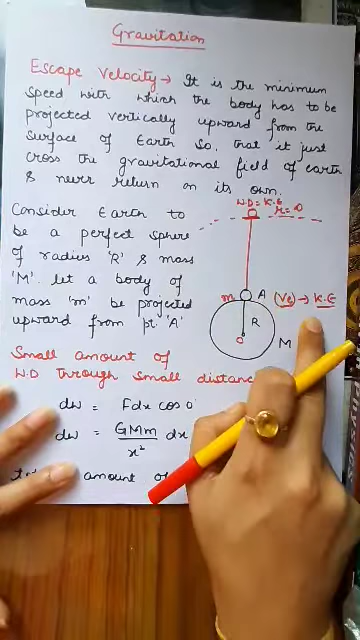 Gravitation
Escape Velocity → It is the minimum
speed with which the body has to be
projected vertically upward from the
surface of Earth so, that it just
cross the gravitational field of earth
& never return on its own.
W.D = K.E
r = ∞
Consider Earth to
be a perfect sphere
of radius 'R' & mass
'M'. let a body of
mass 'm' be projected
upward from pt. 'A'
m A (Ve) → K.E
R
O
M
Small amount of
W.D through small distance
dw = Fdx cos 0
dw = GMm/x² dx
amount of